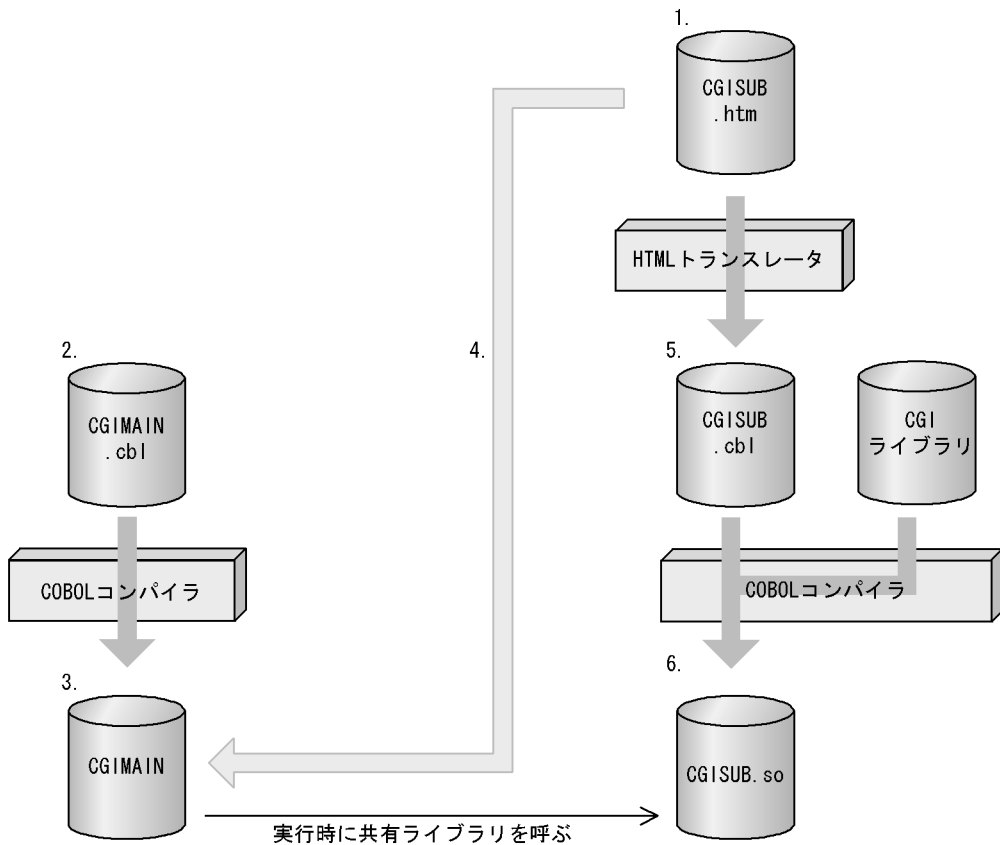 1.
CGISUB
.htm
HTMLトランスレータ
2.
4.
5.
CGIMAIN
.cbl
CGISUB
.cbl
CGI
ライブラリ
COBOLコンパイラ
COBOLコンパイラ
3.
6.
CGIMAIN
CGISUB.so
実行時に共有ライブラリを呼ぶ